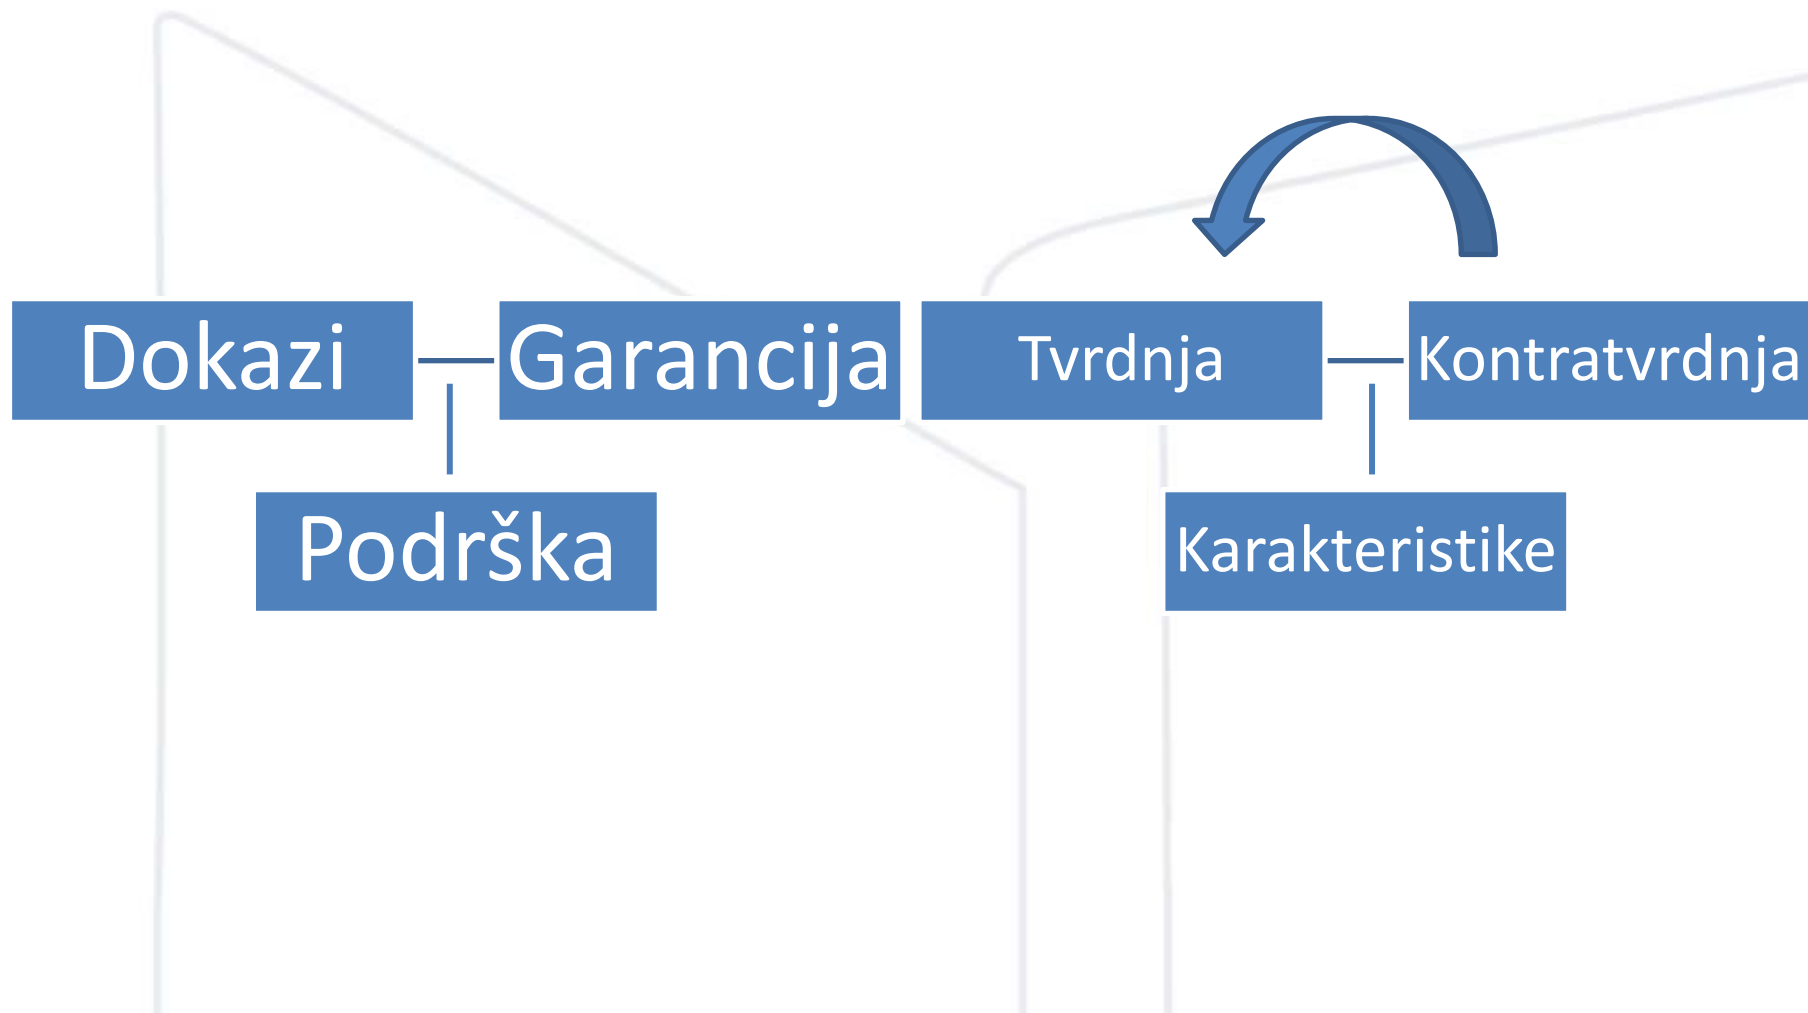 Dokazi
Garancija
Tvrdnja
Kontratvrdnja
Podrška
Karakteristike